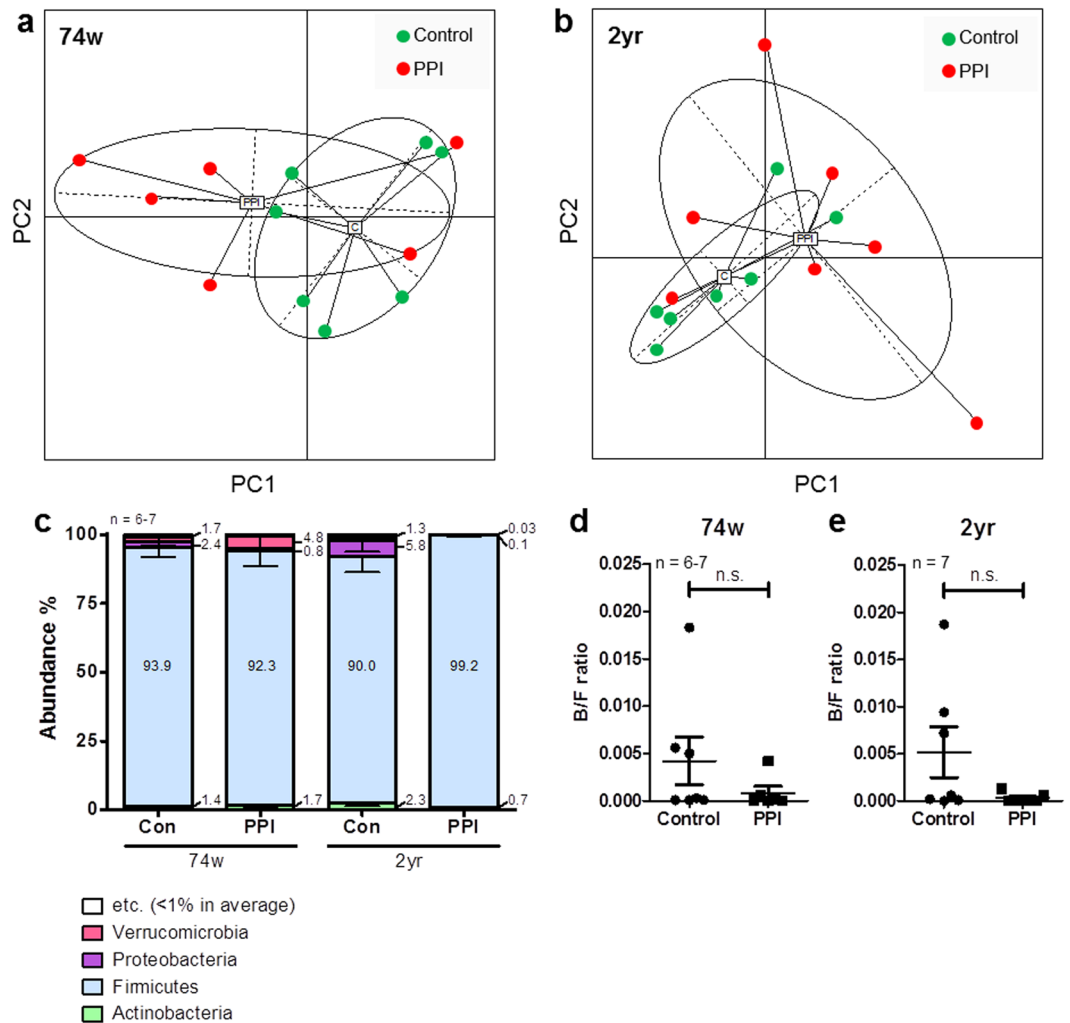 a
74w
Control
PPI
PPI
C
PC2
PC1
b
2yr
Control
PPI
PPI
C
PC2
PC1
c
n = 6-7
Abundance %
100
75
50
25
0
1.7
2.4
93.9
1.4
4.8
0.8
92.3
1.7
1.3
5.8
90.0
2.3
0.03
0.1
99.2
0.7
Con PPI Con PPI
74w 2yr
etc. (<1% in average)
Verrucomicrobia
Proteobacteria
Fimicutes
Actinobacteria
d
74w
n = 6-7
n.s.
B/F ratio
0.025
0.020
0.015
0.010
0.005
0.000
Control PPI
e
2yr
n = 7
n.s.
B/F ratio
0.025
0.020
0.015
0.010
0.005
0.000
Control PPI